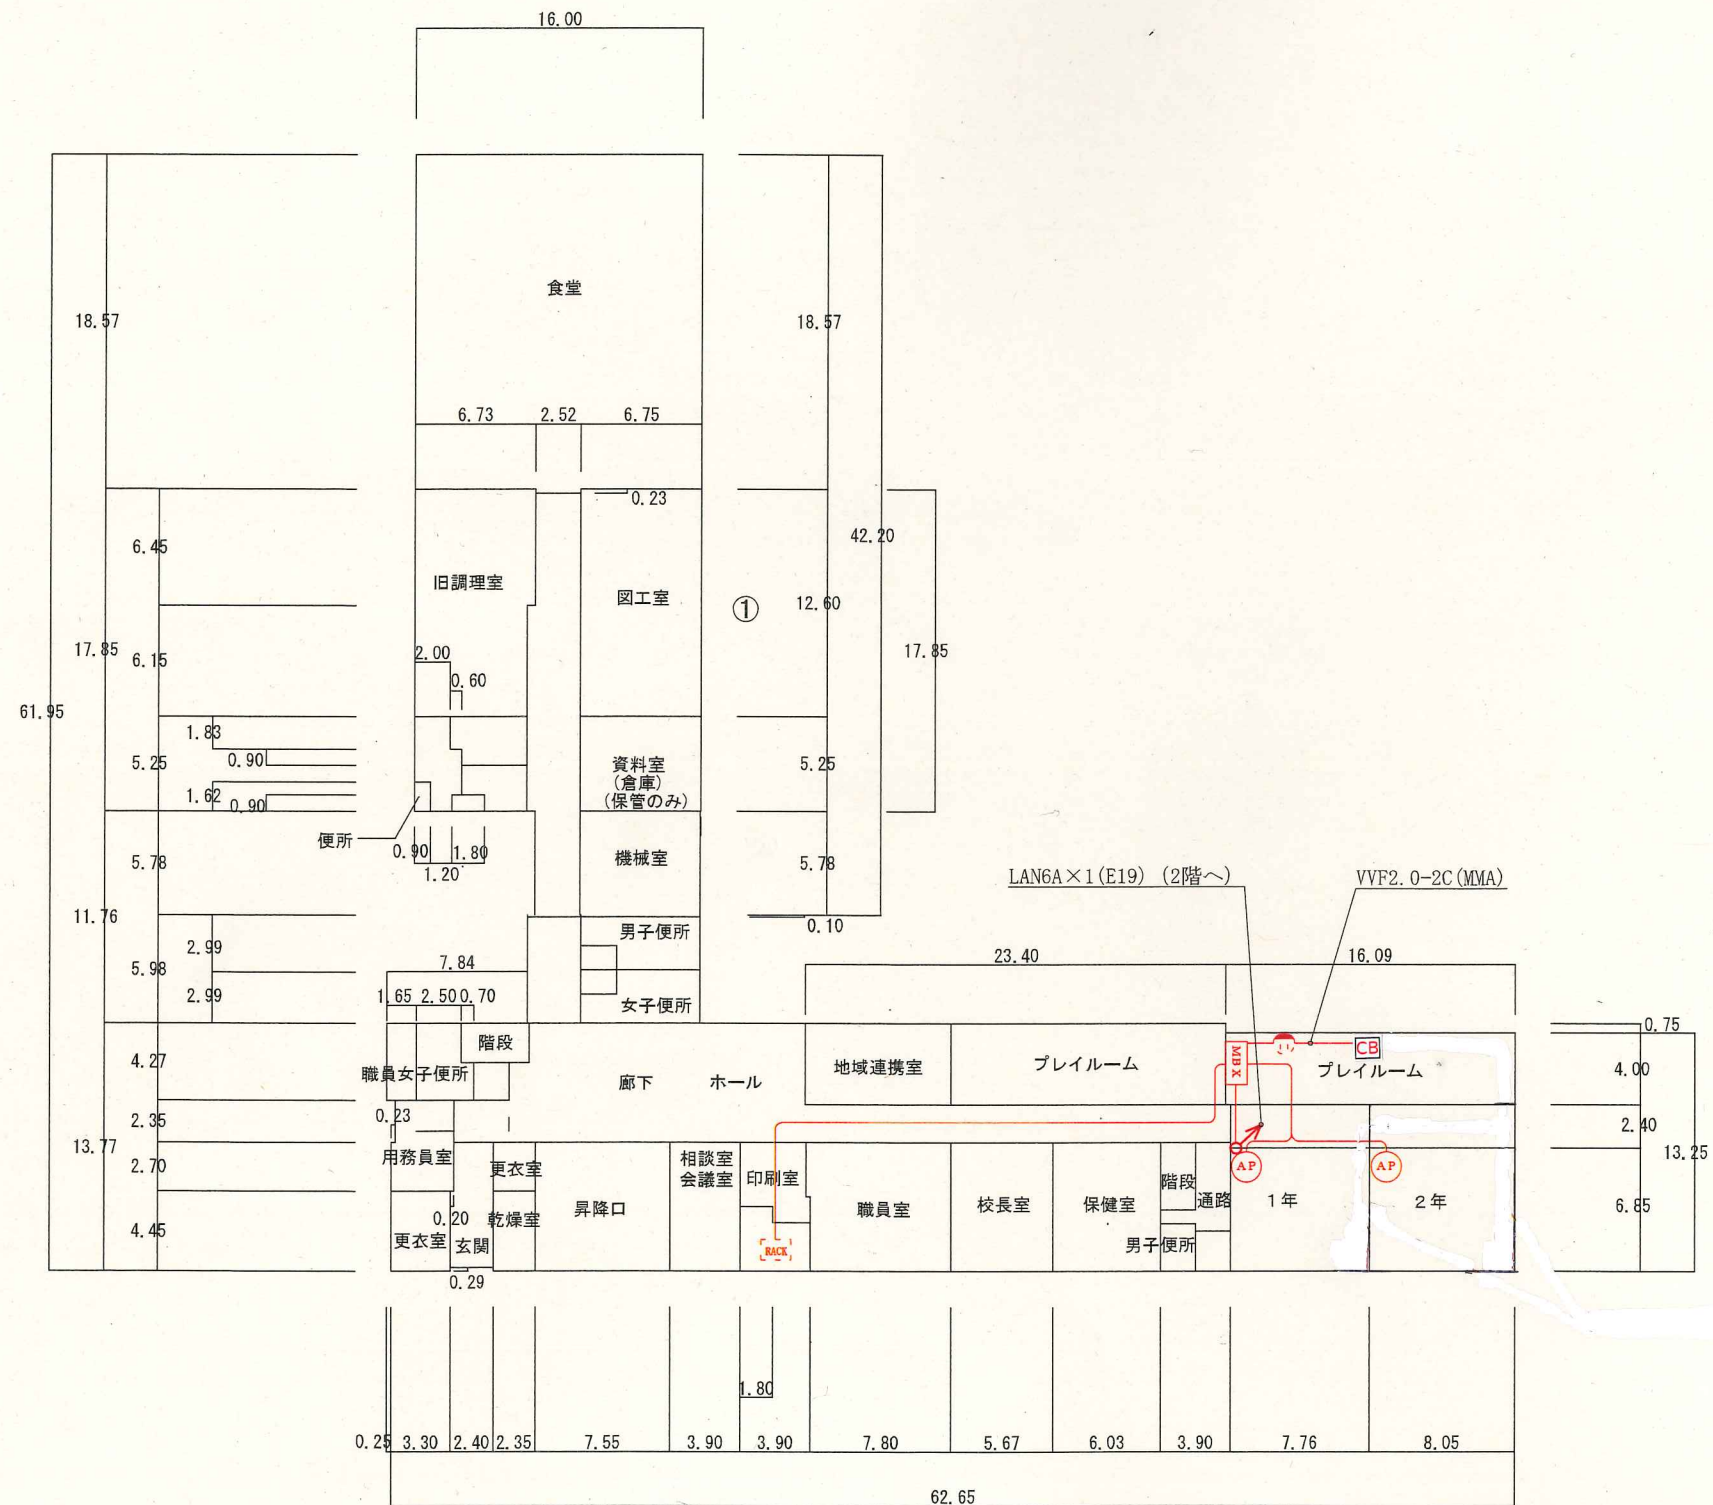 16.00
食堂
18.57
18.57
6.73
2.52
6.75
0.23
6.45
42.20
旧調理室
図工室
①
12.60
17.85
6.15
2.00
17.85
0.60
61.95
1.83
5.25
0.90
資料室
(倉庫)
(保管のみ)
5.25
1.62
0.90
便所
0.90
1.80
1.20
5.78
機械室
5.78
LAN6A×1(E19) (2階へ)
VVF2.0-2C(MMA)
11.76
0.10
男子便所
2.99
5.98
7.84
23.40
16.09
2.99
1.65
2.50
0.70
女子便所
0.75
階段
4.27
職員女子便所
廊下
ホール
地域連携室
プレイルーム
MBX
CB
プレイルーム
4.00
0.23
2.35
2.40
13.77
用務員室
更衣室
相談室
会議室
印刷室
AP
AP
13.25
2.70
階段
通路
0.20
乾燥室
昇降口
職員室
校長室
保健室
1年
2年
6.85
4.45
更衣室
玄関
RACK
男子便所
0.29
1.80
0.25
3.30
2.40
2.35
7.55
3.90
3.90
7.80
5.67
6.03
3.90
7.76
8.05
62.65